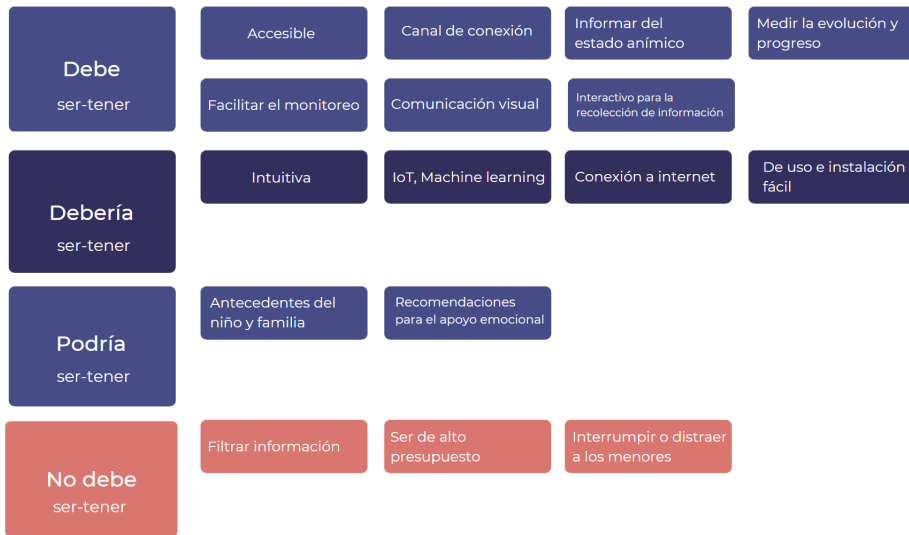 Debe
ser-tener
Accesible
Canal de conexión
Informar del
estado anímico
Medir la evolución y
progreso
Facilitar el monitoreo
Comunicación visual
Interactivo para la
recolección de información
Debería
ser-tener
Intuitiva
IoT, Machine learning
Conexión a internet
De uso e instalación
fácil
Podría
ser-tener
Antecedentes del
niño y familia
Recomendaciones
para el apoyo emocional
No debe
ser-tener
Filtrar información
Ser de alto
presupuesto
Interrumpir o distraer
a los menores